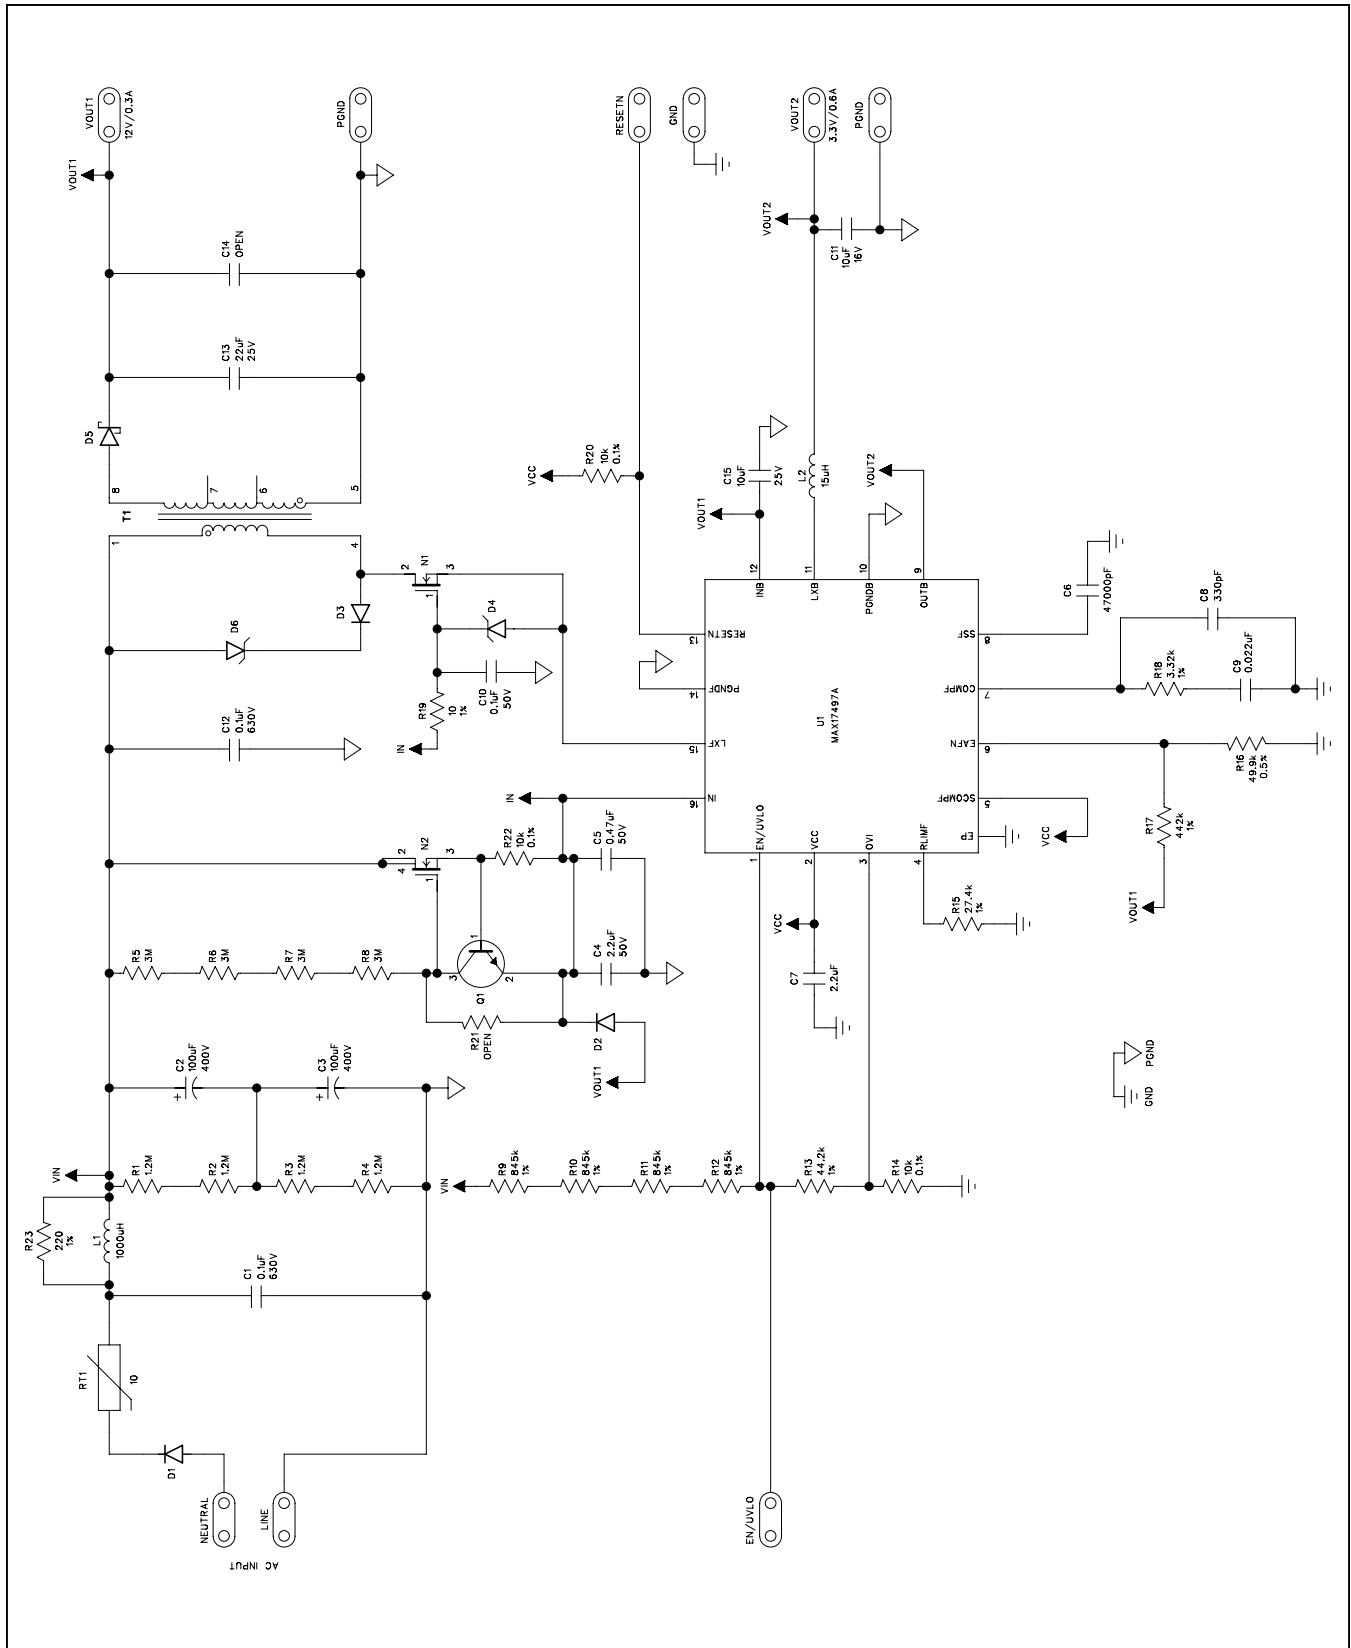 VOUT1
12V/0.3A
PGND
RESETN
GND
VOUT2
3.3V/0.6A
PGND
VOUT1
C14
OPEN
C13
22uF
25V
D5
8
7
6
5
T1
1
4
VOUT2
C11
10uF
16V
VCC
R20
10k
0.1%
C15
10uF
25V
VOUT1
L2
15uH
VOUT2
D6
D3
2
N1
1
3
D4
C10
0.1uF
50V
R19
10
1%
IN
C12
0.1uF
630V
U1
MAX17497A
12
INB
11
LXB
10
PGNDB
9
OUTB
13
RESETN
14
PGNDF
15
LXF
16
IN
8
SSF
7
COMPF
6
EAFN
5
SCOMPF
EP
1
EN/UVLO
2
VCC
3
OVI
4
RLIMF
C6
47000pF
C8
330pF
R18
3.32k
1%
C9
0.022uF
R16
49.9k
0.5%
R17
442k
1%
VOUT1
VCC
IN
2
4
N2
1
3
R22
10k
0.1%
C5
0.47uF
50V
C4
2.2uF
50V
R5
3M
R6
3M
R7
3M
R8
3M
1
3
2
Q1
R21
OPEN
D2
VOUT1
VCC
C7
2.2uF
R15
27.4k
1%
C2
100uF
400V
+
C3
100uF
400V
+
VIN
R1
1.2M
R2
1.2M
R3
1.2M
R4
1.2M
R23
220
1%
L1
1000uH
C1
0.1uF
630V
RT1
10
D1
NEUTRAL
LINE
AC INPUT
VIN
R9
845k
1%
R10
845k
1%
R11
845k
1%
R12
845k
1%
R13
44.2k
1%
R14
10k
0.1%
EN/UVLO
GND
PGND